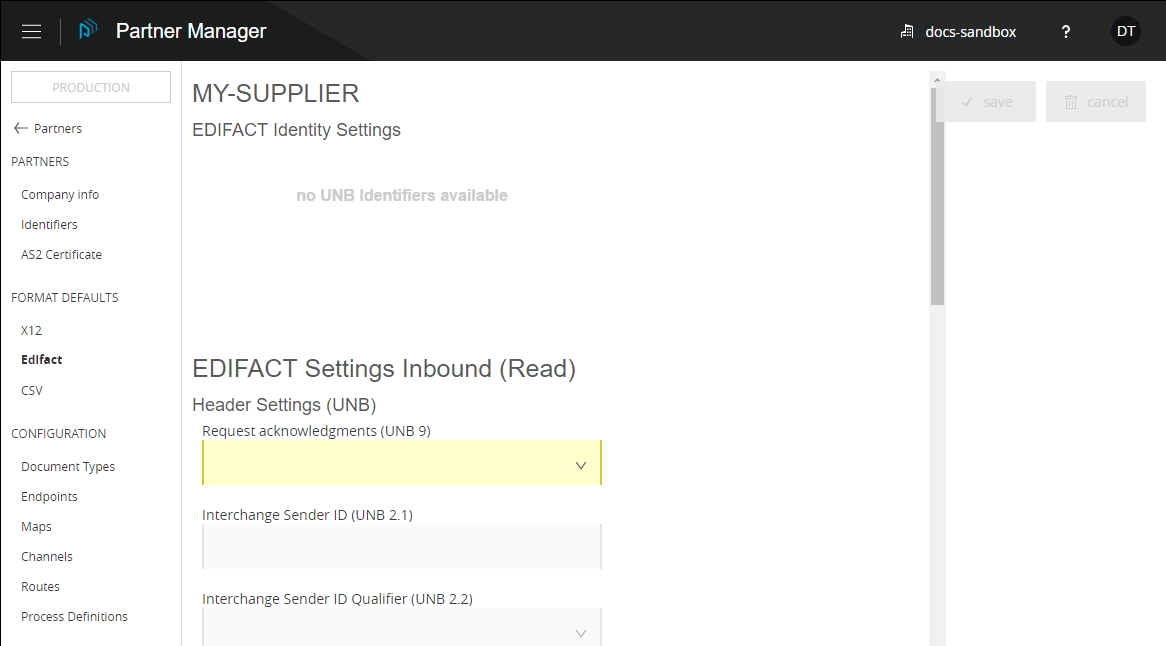 Partner Manager
docs-sandbox
?
DT
PRODUCTION
Partners
PARTNERS
Company info
Identifiers
AS2 Certificate
FORMAT DEFAULTS
X12
Edifact
CSV
CONFIGURATION
Document Types
Endpoints
Maps
Channels
Routes
Process Definitions
MY-SUPPLIER
EDIFACT Identity Settings
no UNB Identifiers available
EDIFACT Settings Inbound (Read)
Header Settings (UNB)
Request acknowledgments (UNB 9)
Interchange Sender ID (UNB 2.1)
Interchange Sender ID Qualifier (UNB 2.2)
save
cancel